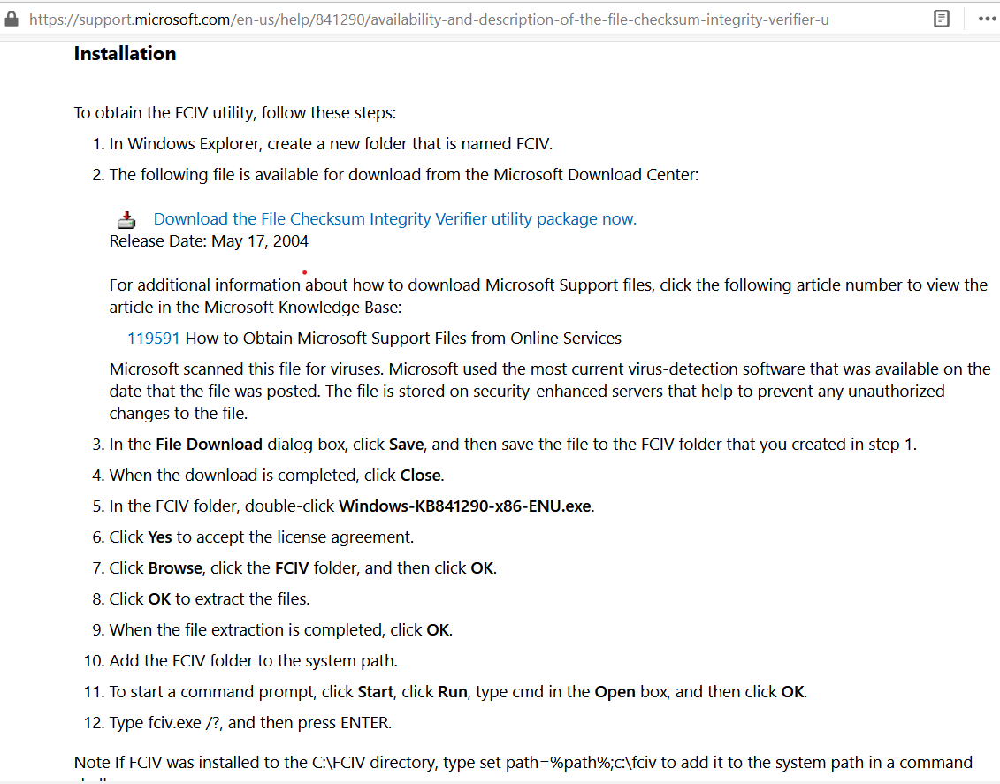 https://support.microsoft.com/en-us/help/841290/availability-and-description-of-the-file-checksum-integrity-verifier-u
Installation
To obtain the FCIV utility, follow these steps:
1. In Windows Explorer, create a new folder that is named FCIV.
2. The following file is available for download from the Microsoft Download Center:
Download the File Checksum Integrity Verifier utility package now.
Release Date: May 17, 2004
For additional information about how to download Microsoft Support files, click the following article number to view the
article in the Microsoft Knowledge Base:
119591 How to Obtain Microsoft Support Files from Online Services
Microsoft scanned this file for viruses. Microsoft used the most current virus-detection software that was available on the
date that the file was posted. The file is stored on security-enhanced servers that help to prevent any unauthorized
changes to the file.
3. In the File Download dialog box, click Save, and then save the file to the FCIV folder that you created in step 1.
4. When the download is completed, click Close.
5. In the FCIV folder, double-click Windows-KB841290-x86-ENU.exe.
6. Click Yes to accept the license agreement.
7. Click Browse, click the FCIV folder, and then click OK.
8. Click OK to extract the files.
9. When the file extraction is completed, click OK.
10. Add the FCIV folder to the system path.
11. To start a command prompt, click Start, click Run, type cmd in the Open box, and then click OK.
12. Type fciv.exe /?, and then press ENTER.
Note If FCIV was installed to the C:\FCIV directory, type set path=%path%;c:\fciv to add it to the system path in a command